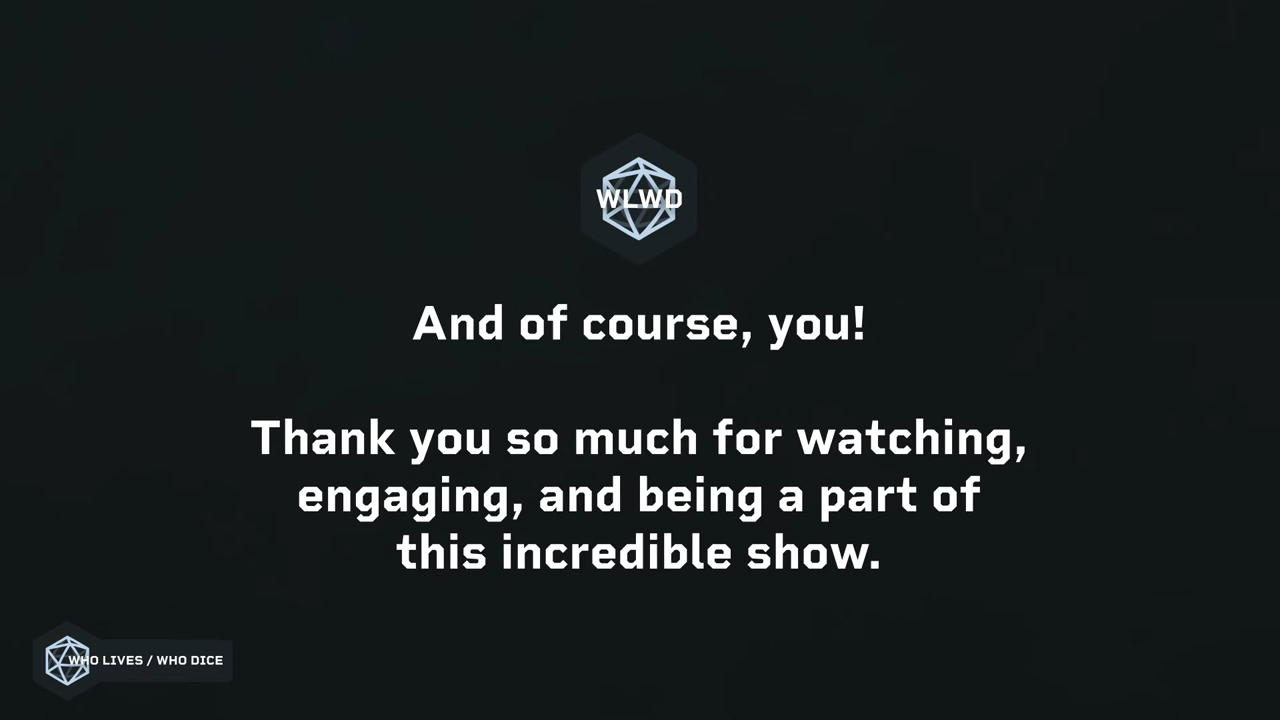 WLWD
And of course, you!
Thank you so much for watching,
engaging, and being a part of
this incredible show.
WHO LIVES / WHO DICE